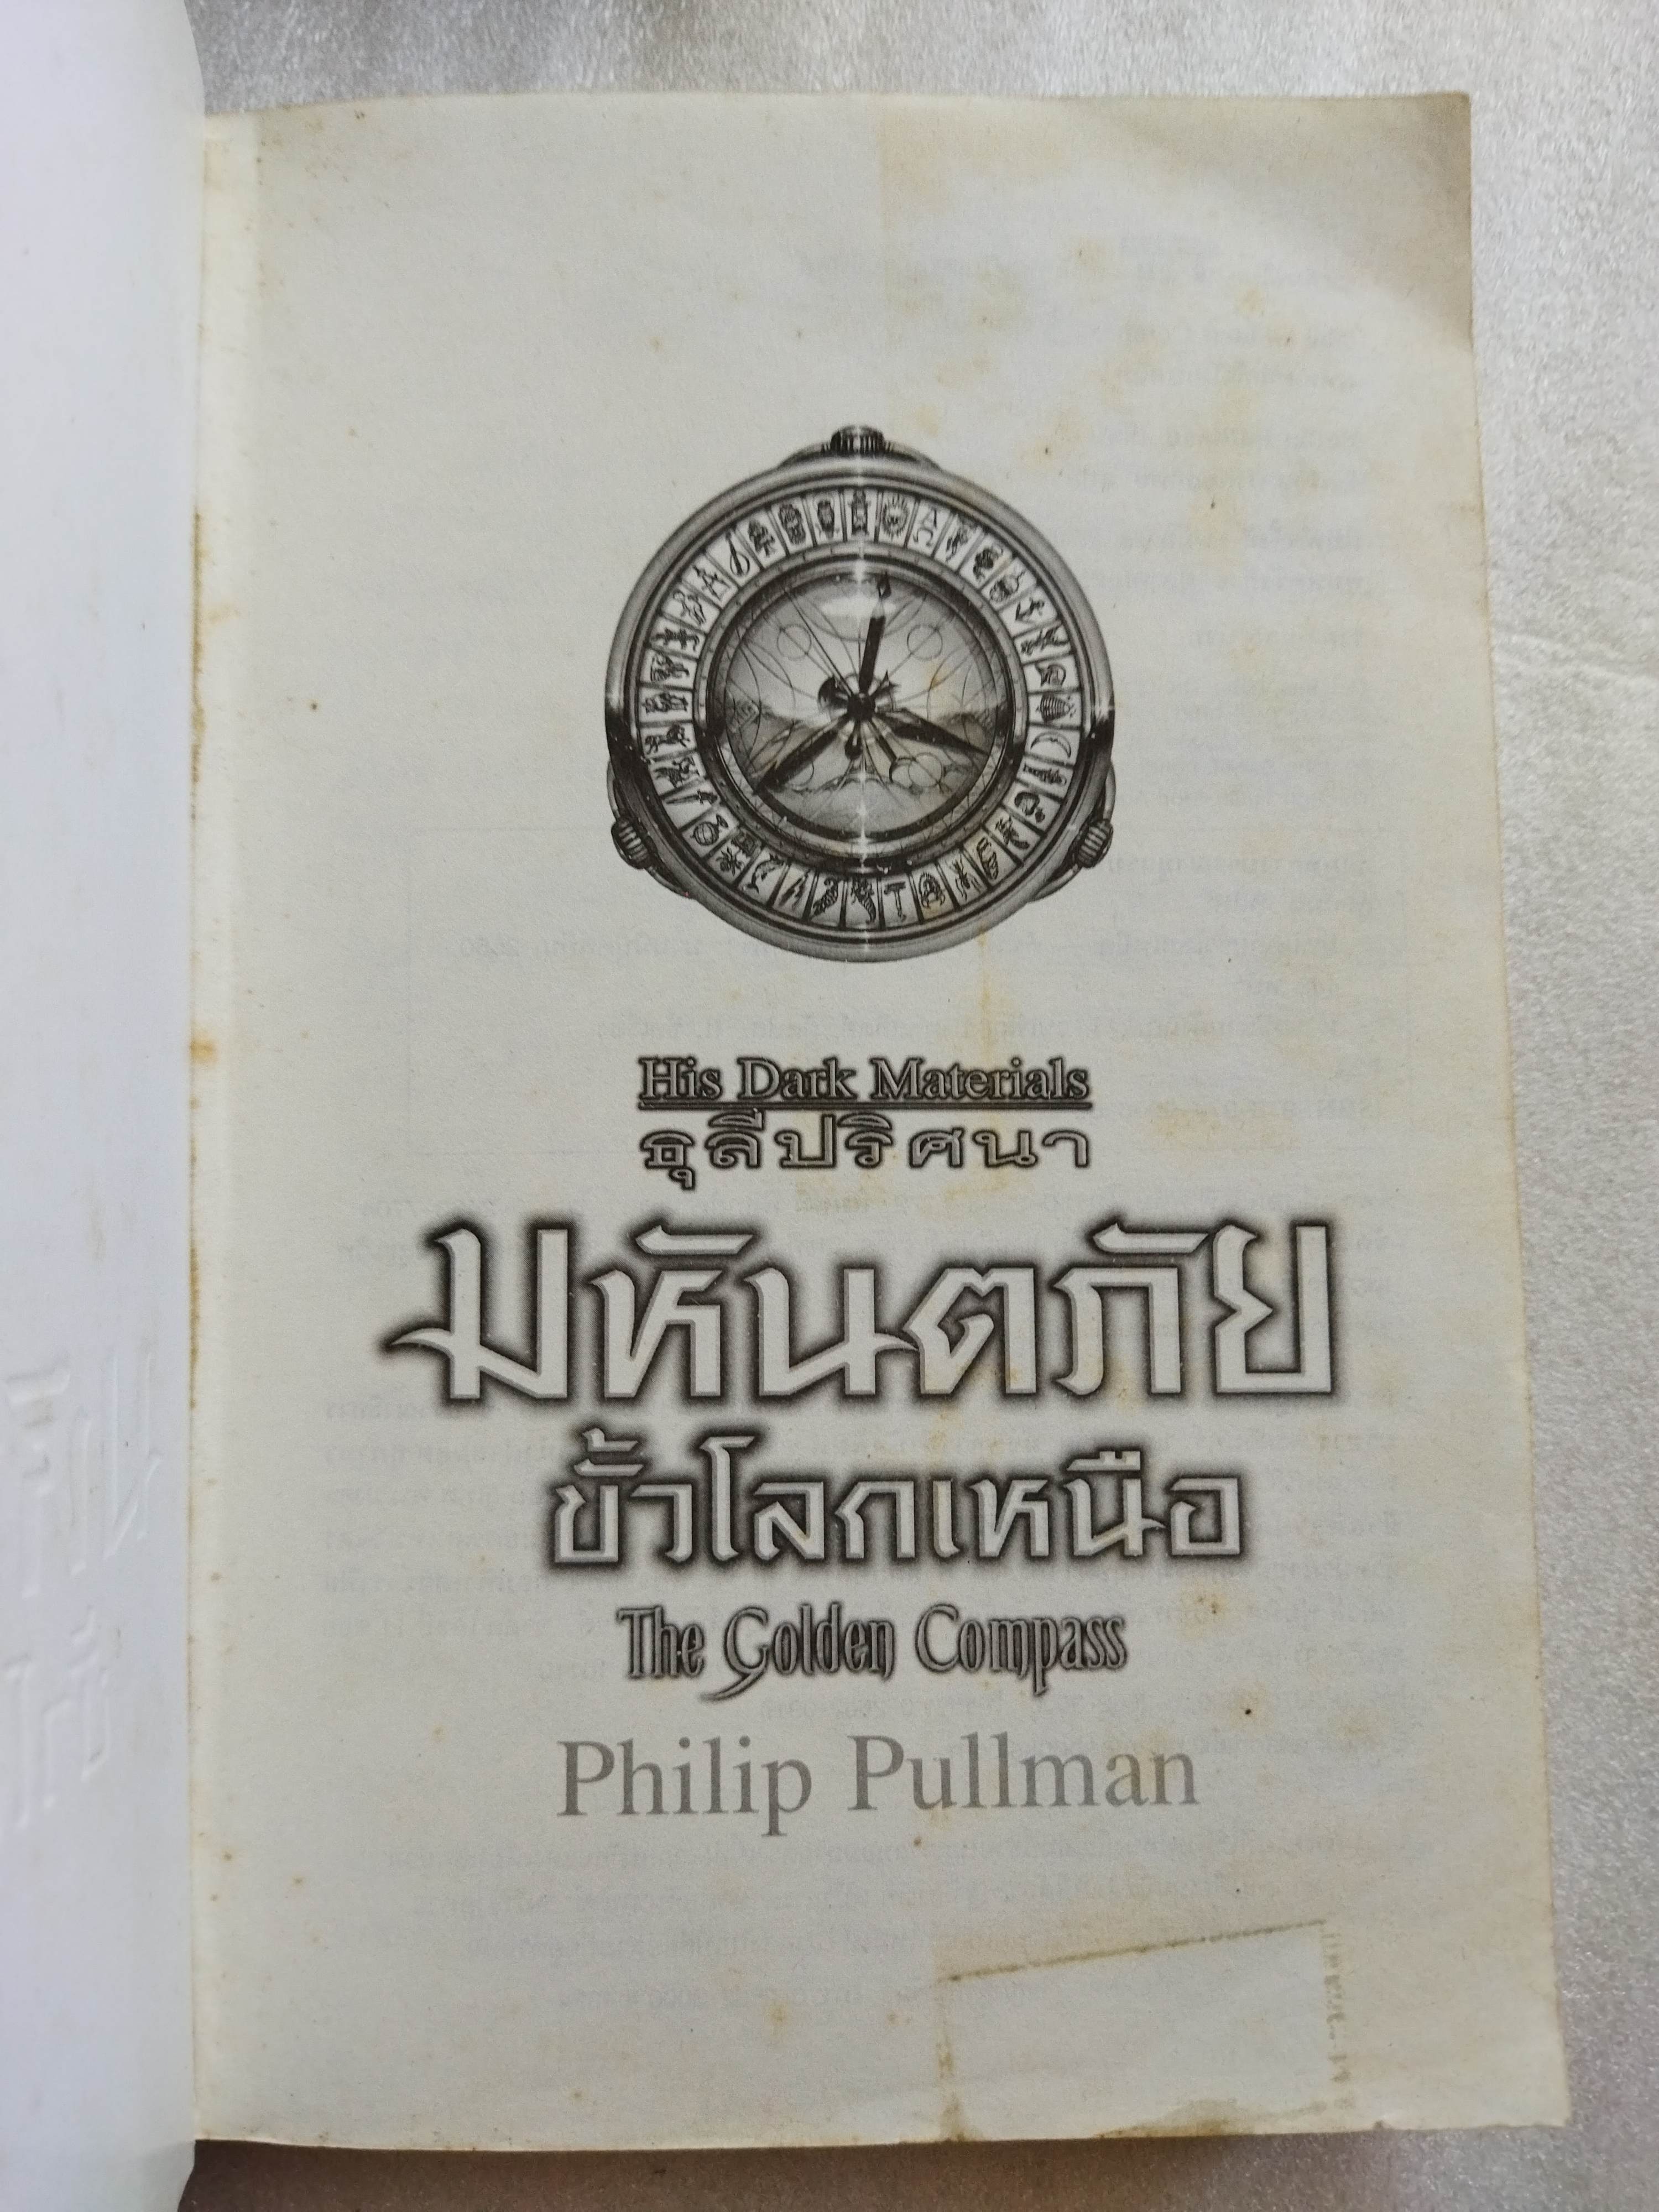 His Dark Materials
ธุลีปริศนา
มหันตภัย
ขั้วโลกเหนือ
The Golden Compass
Philip Pullman